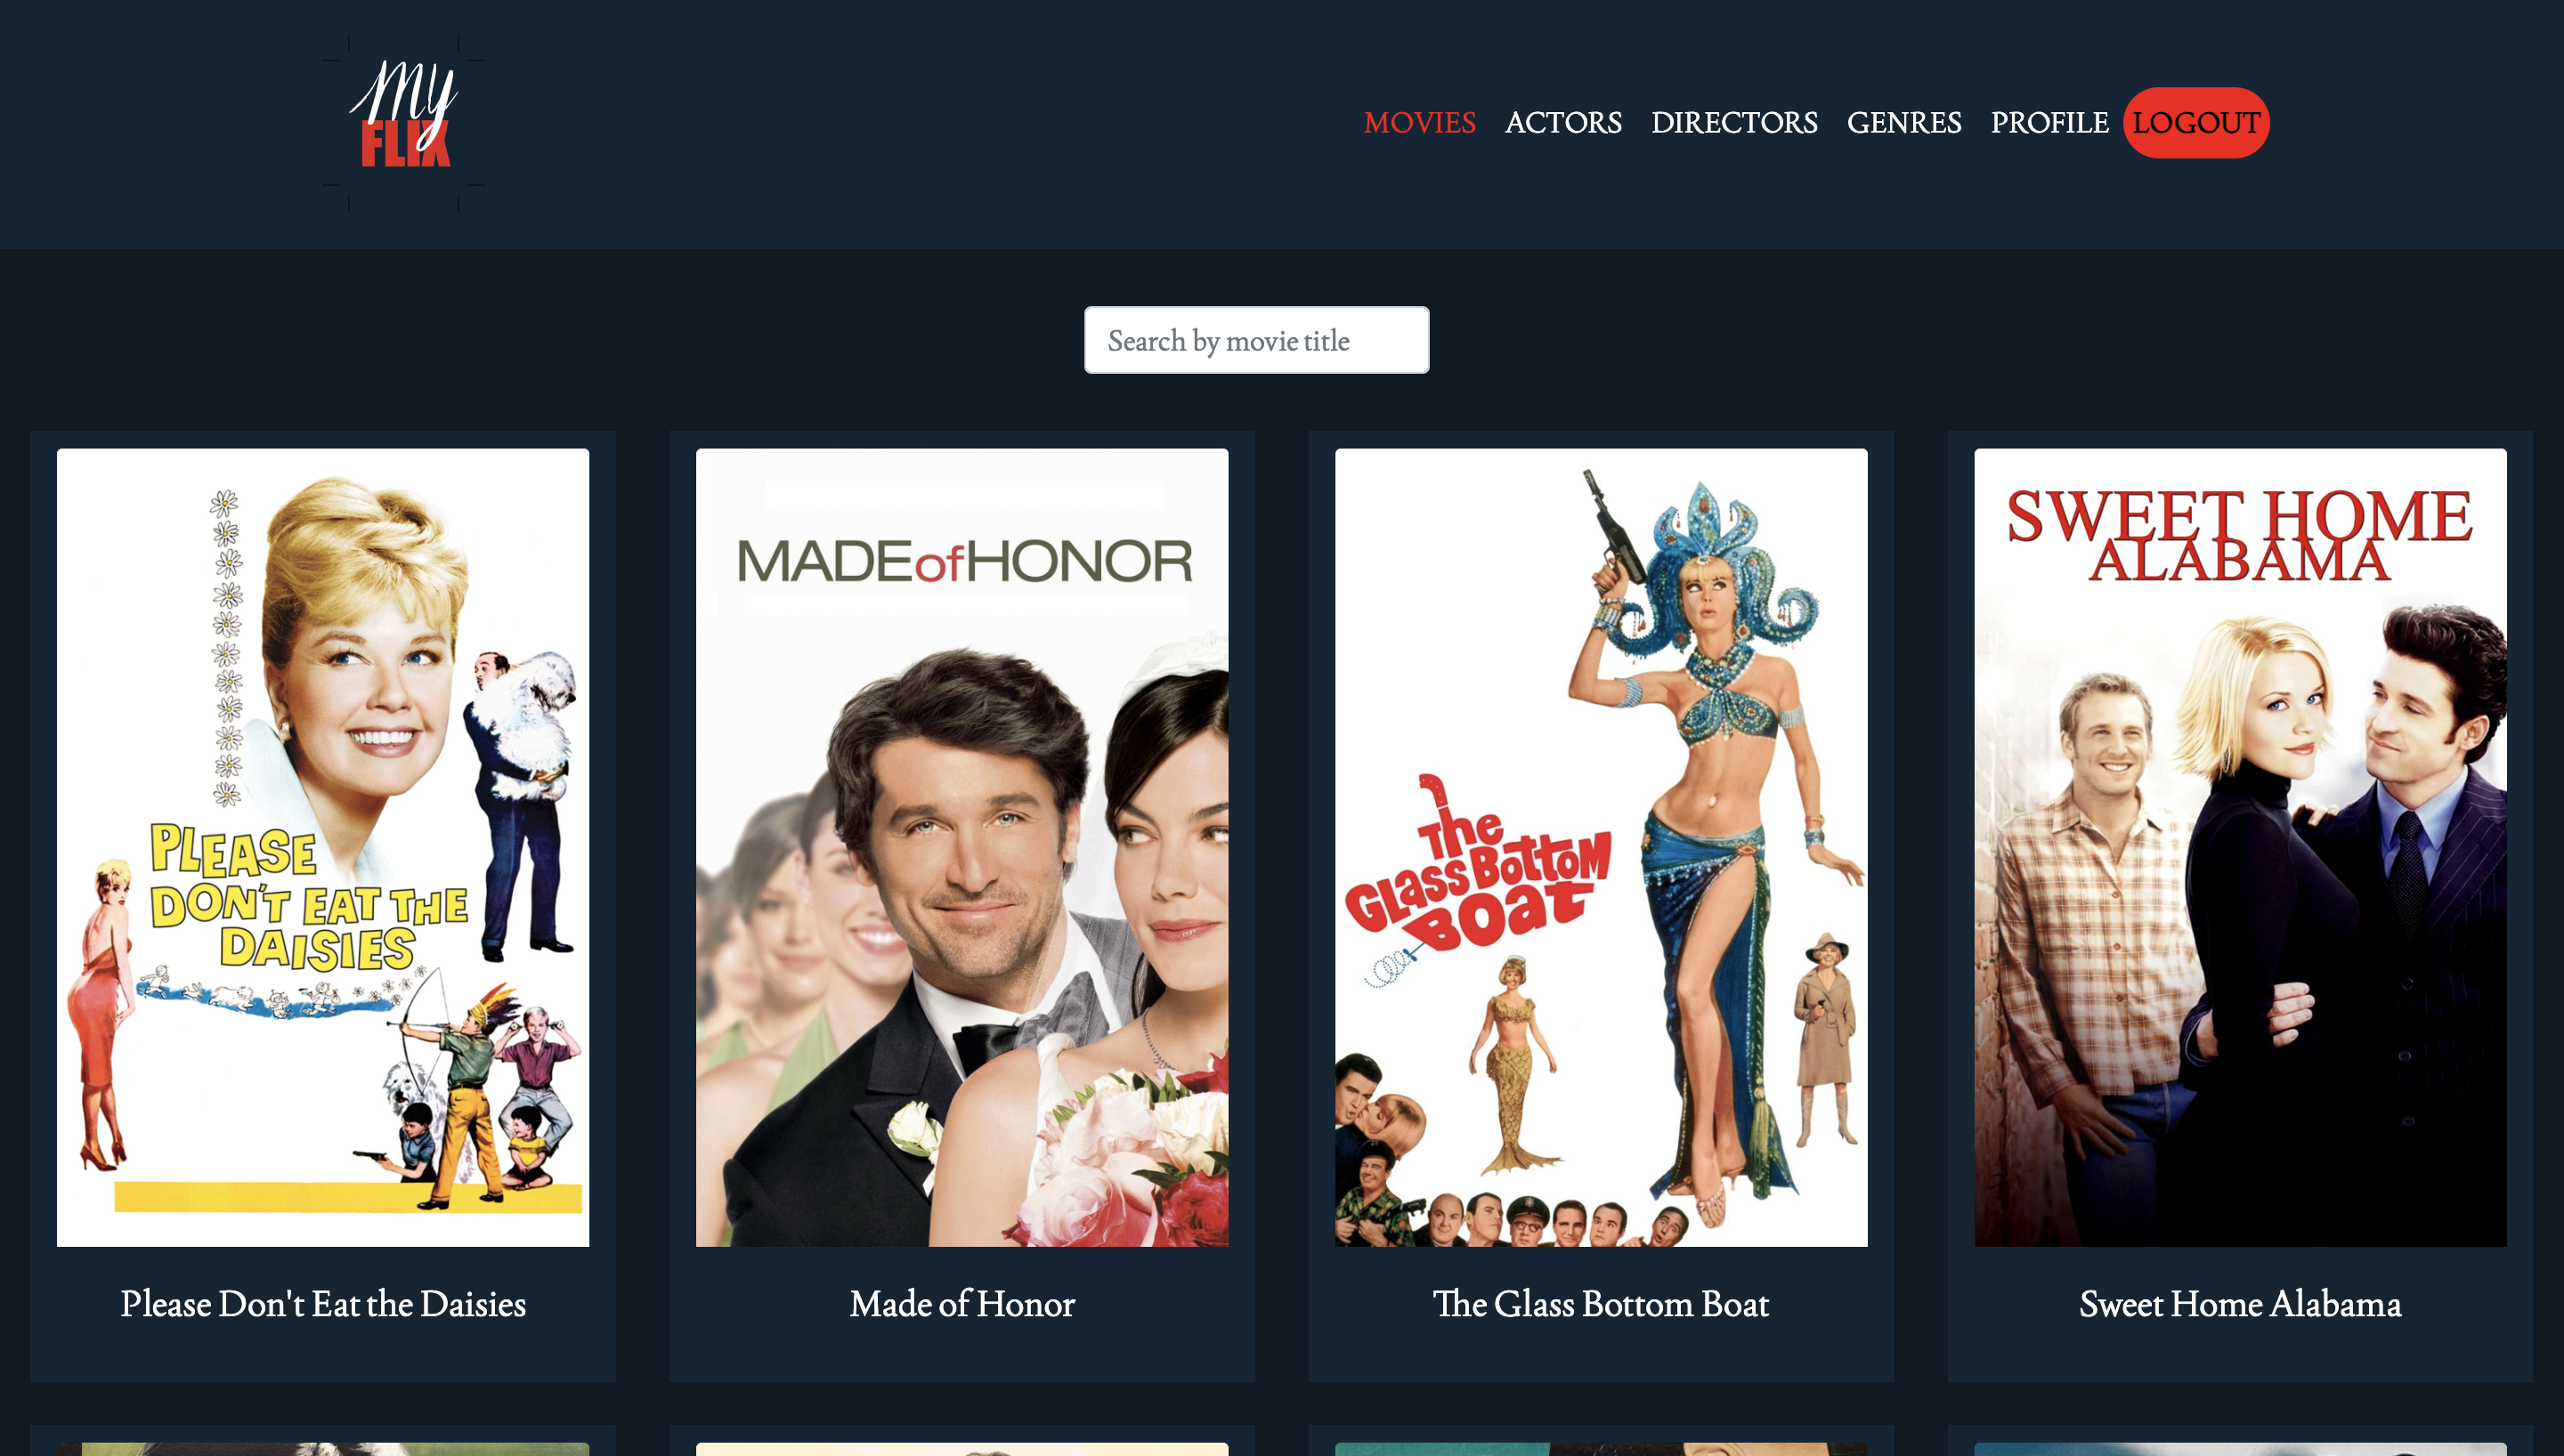 My
FLIX
MOVIES ACTORS DIRECTORS GENRES PROFILE LOGOUT
Search by movie title
PLEASE
DON'T EAT THE
DAISIES
MADE of HONOR
The
Glass Bottom
Boat
SWEET HOME
ALABAMA
Please Don't Eat the Daisies
Made of Honor
The Glass Bottom Boat
Sweet Home Alabama